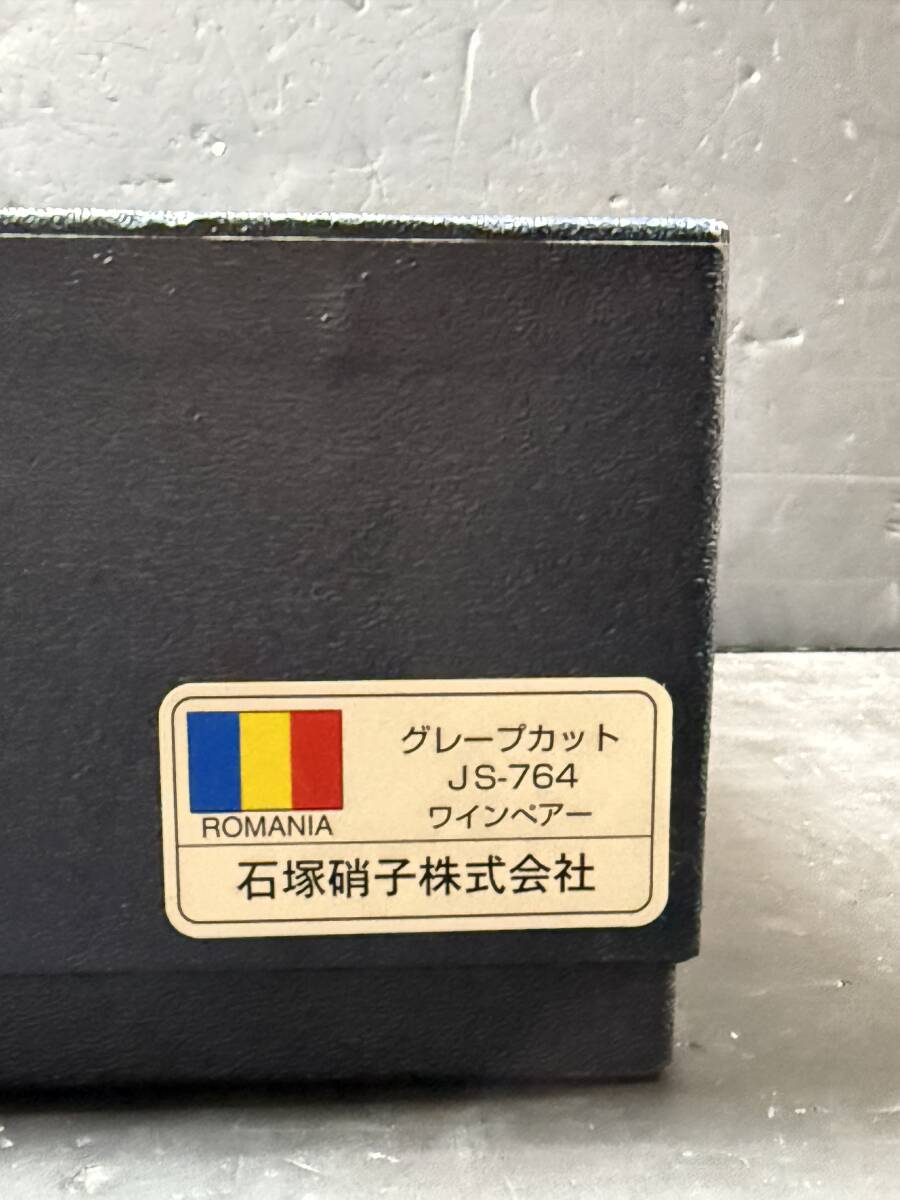 ROMANIA
グレープカット
JS-764
ワインペアー
石塚硝子株式会社